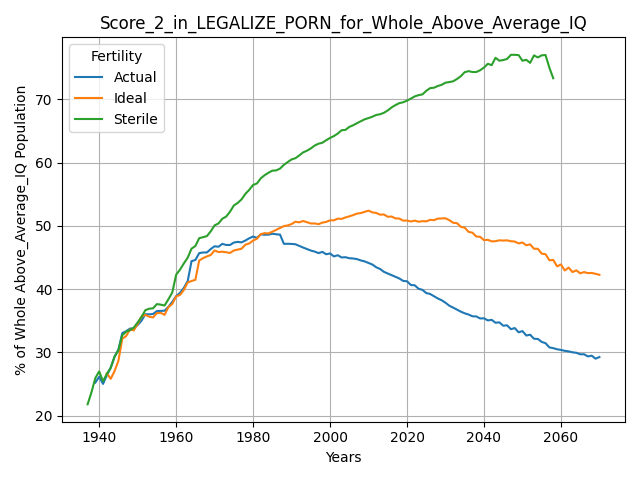 Score_2_in_LEGALIZE_PORN_for_Whole_Above_Average_IQ
Fertility
Actual
Ideal
Sterile
% of Whole Above_Average_IQ Population
70
60
50
40
30
20
1940 1960 1980 2000 2020 2040 2060
Years